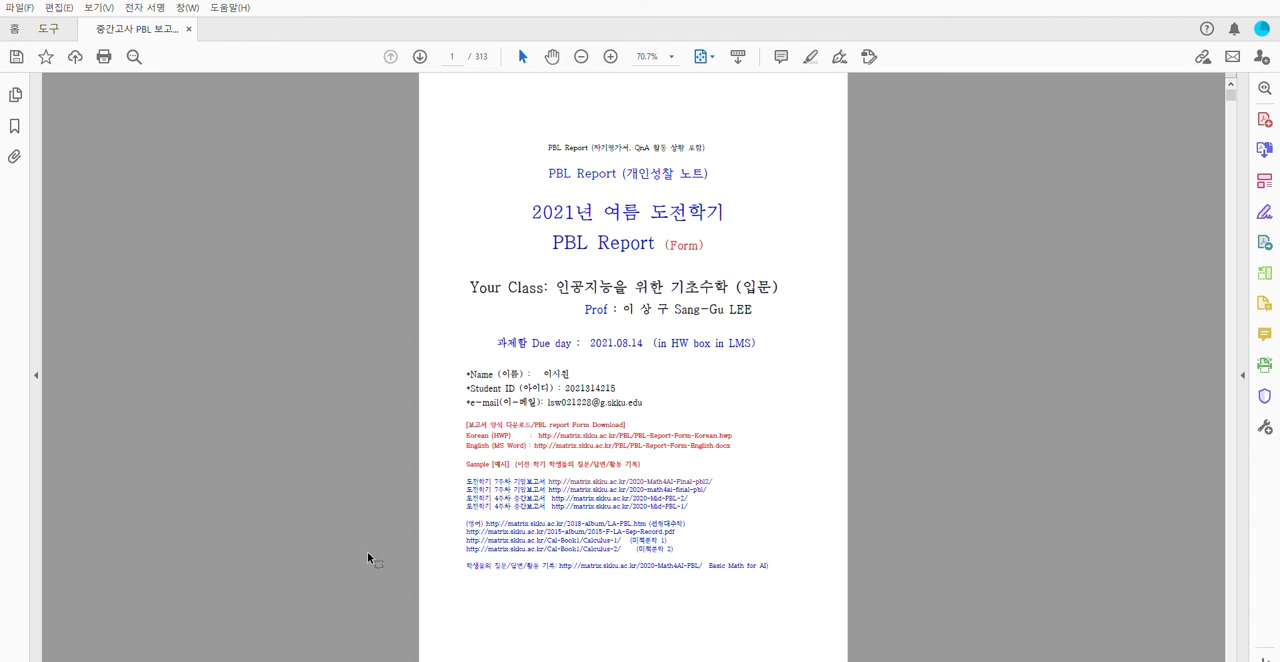 파일(F) 편집(E) 보기(V) 전자 서명 창(W) 도움말(H)
홈 도구 중간고사 PBL 보고... ×
1 / 313 70.7%
PBL Report (자기평가서, QnA 활동 상황 포함)
PBL Report (개인성찰 노트)
2021년 여름 도전학기
PBL Report (Form)
Your Class: 인공지능을 위한 기초수학 (입문)
Prof : 이 상 구 Sang-Gu LEE
과제함 Due day : 2021.08.14 (in HW box in LMS)
*Name (이름) : 이시원
*Student ID (아이디) : 2021314215
*e-mail(이-메일): lsw021228@g.skku.edu
[보고서 양식 다운로드/PBL report Form Download]
Korean (HWP) : http://matrix.skku.ac.kr/PBL/PBL-Report-Form-Korean.hwp
English (MS Word) : http://matrix.skku.ac.kr/PBL/PBL-Report-Form-English.docx
Sample [예시] (이전 학기 학생들의 질문/답변/활동 기록)
도전학기 7주차 기말보고서 http://matrix.skku.ac.kr/2020-Math4AI-Final-pbl2/
도전학기 7주차 기말보고서 http://matrix.skku.ac.kr/2020-math4ai-final-pbl/
도전학기 4주차 중간보고서 http://matrix.skku.ac.kr/2020-Mid-PBL-2/
도전학기 4주차 중간보고서 http://matrix.skku.ac.kr/2020-Mid-PBL-1/
(영어) http://matrix.skku.ac.kr/2018-album/LA-PBL.htm (선형대수학)
http://matrix.skku.ac.kr/2015-album/2015-F-LA-Sep-Record.pdf
http://matrix.skku.ac.kr/Cal-Book1/Calculus-1/ (미적분학 1)
http://matrix.skku.ac.kr/Cal-Book1/Calculus-2/ (미적분학 2)
학생들의 질문/답변/활동 기록: http://matrix.skku.ac.kr/2020-Math4AI-PBL/ Basic Math for AI)